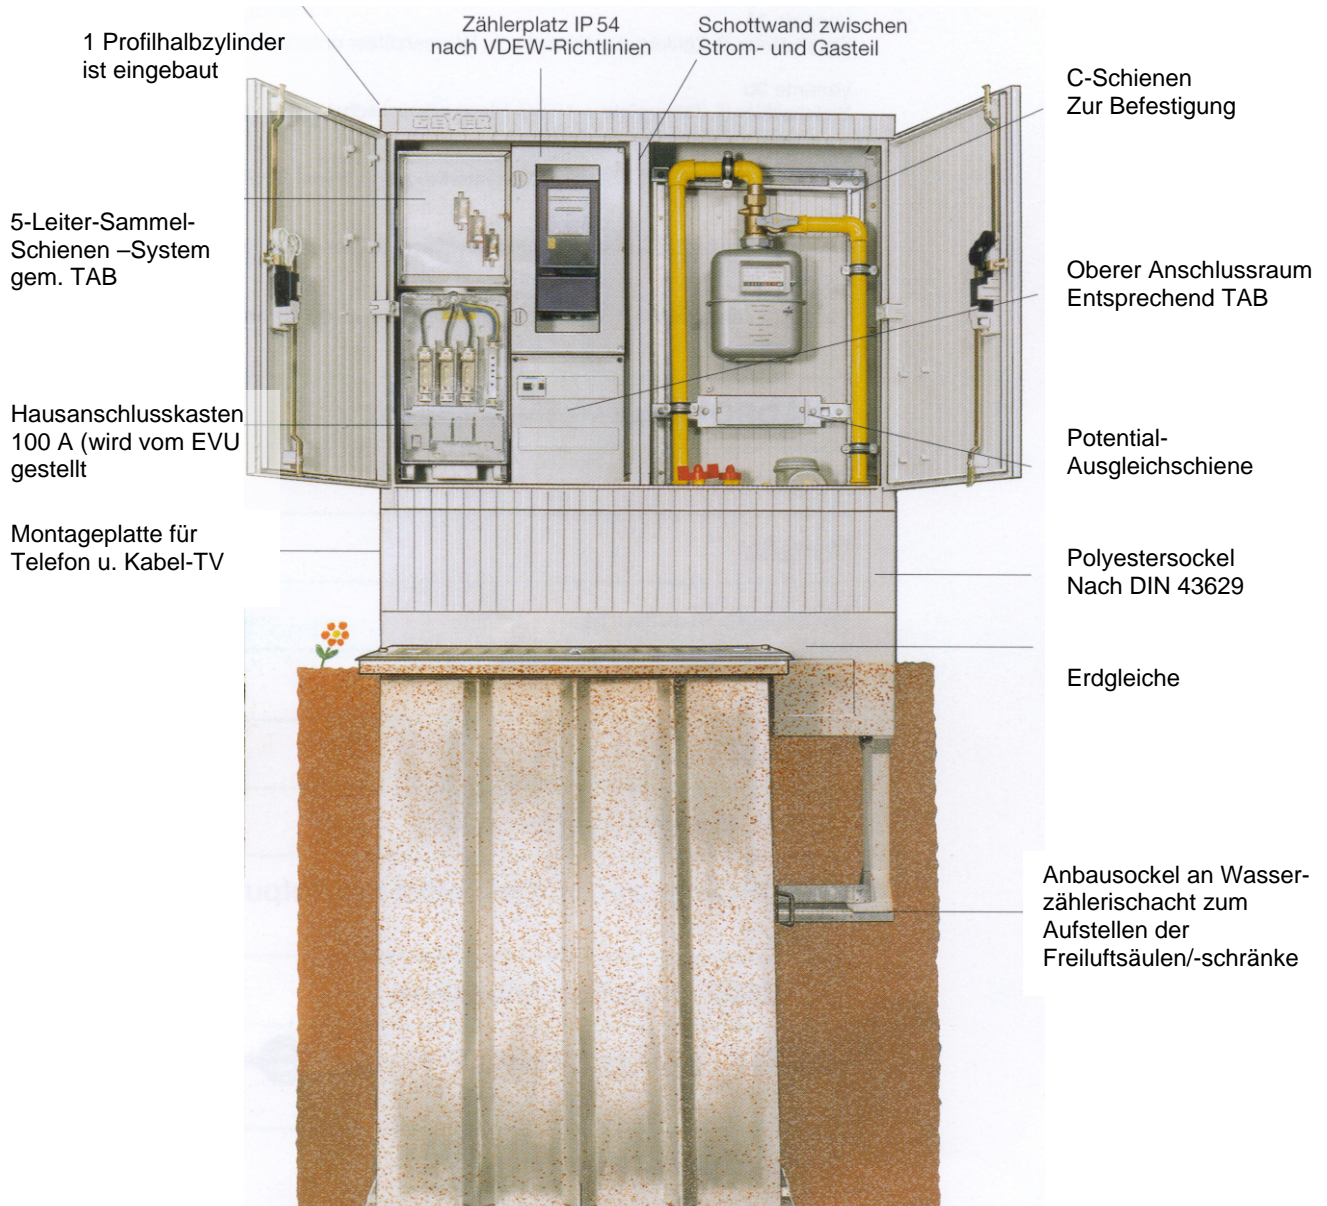 1 Profilhalbzylinder
ist eingebaut
Zählerplatz IP 54
nach VDEW-Richtlinien
Schottwand zwischen
Strom- und Gasteil
C-Schienen
Zur Befestigung
GEYER
5-Leiter-Sammel-
Schienen –System
gem. TAB
Oberer Anschlussraum
Entsprechend TAB
Hausanschlusskasten
100 A (wird vom EVU
gestellt
Potential-
Ausgleichschiene
Montageplatte für
Telefon u. Kabel-TV
Polyestersockel
Nach DIN 43629
Erdgleiche
Anbausockel an Wasser-
zählerischacht zum
Aufstellen der
Freiluftsäulen/-schränke